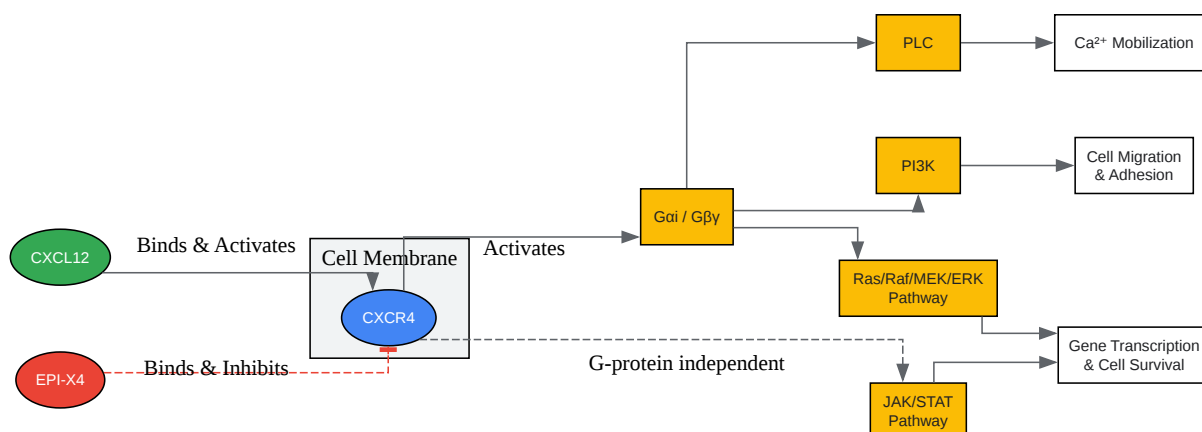 PLC
Ca²⁺ Mobilization
PI3K
Cell Migration
& Adhesion
Gαi / Gβγ
CXCL12
Binds & Activates
Cell Membrane
Activates
CXCR4
Ras/Raf/MEK/ERK
Pathway
EPI-X4
Binds & Inhibits
G-protein independent
Gene Transcription
& Cell Survival
JAK/STAT
Pathway